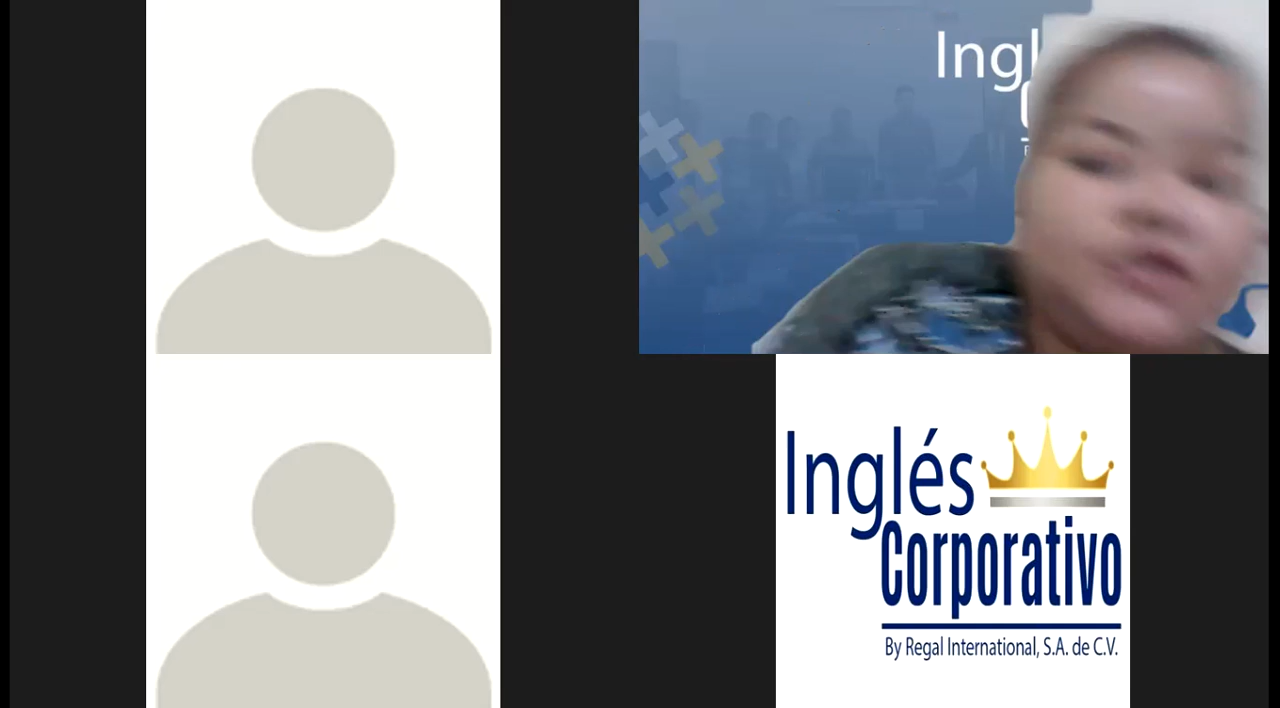 Ingl
Inglés
Corporativo
By Regal International, S.A. de C.V.